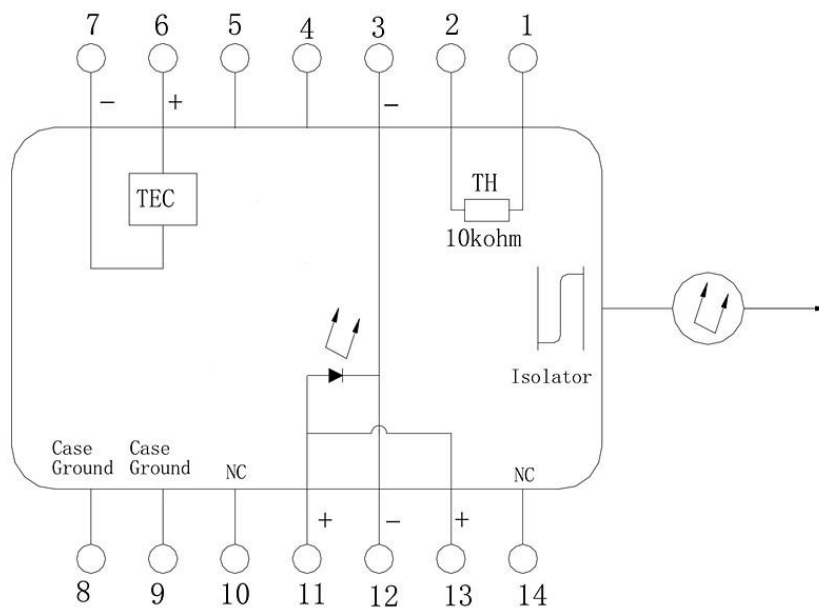 7 6 5 4 3 2 1
− + −
TEC
TH
10kohm
Isolator
Case
Ground
Case
Ground
NC
NC
+ − +
8 9 10 11 12 13 14